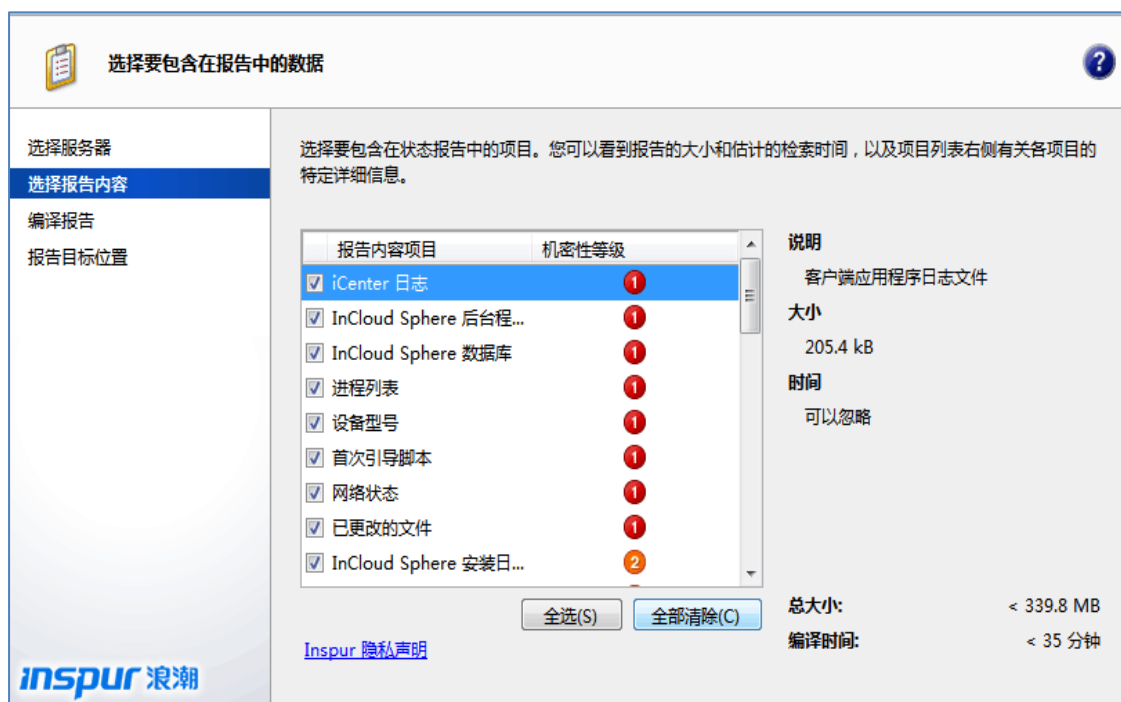 选择要包含在报告中的数据
?
选择服务器
选择报告内容
编译报告
报告目标位置
选择要包含在状态报告中的项目。您可以看到报告的大小和估计的检索时间，以及项目列表右侧有关各项目的
特定详细信息。
报告内容项目 机密性等级
iCenter 日志 1
InCloud Sphere 后台程... 1
InCloud Sphere 数据库 1
进程列表 1
设备型号 1
首次引导脚本 1
网络状态 1
已更改的文件 1
InCloud Sphere 安装日... 2
全选(S) 全部清除(C)
Inspur 隐私声明
说明
客户端应用程序日志文件
大小
205.4 kB
时间
可以忽略
总大小: < 339.8 MB
编译时间: < 35 分钟
inspur 浪潮